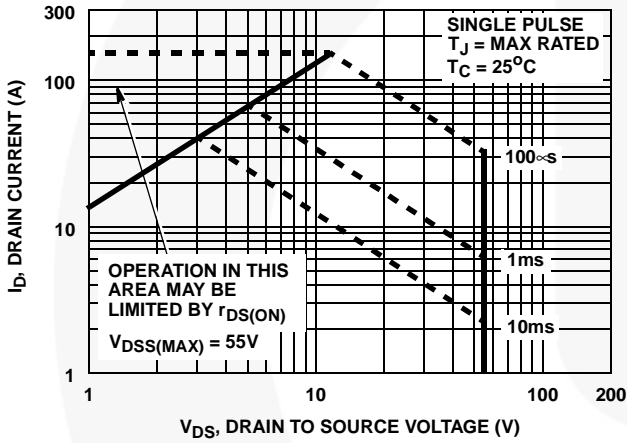 300
100
10
1
I_D, DRAIN CURRENT (A)
SINGLE PULSE
T_J = MAX RATED
T_C = 25°C
100∝s
1ms
10ms
OPERATION IN THIS
AREA MAY BE
LIMITED BY r_DS(ON)
V_DSS(MAX) = 55V
1
10
100
200
V_DS, DRAIN TO SOURCE VOLTAGE (V)